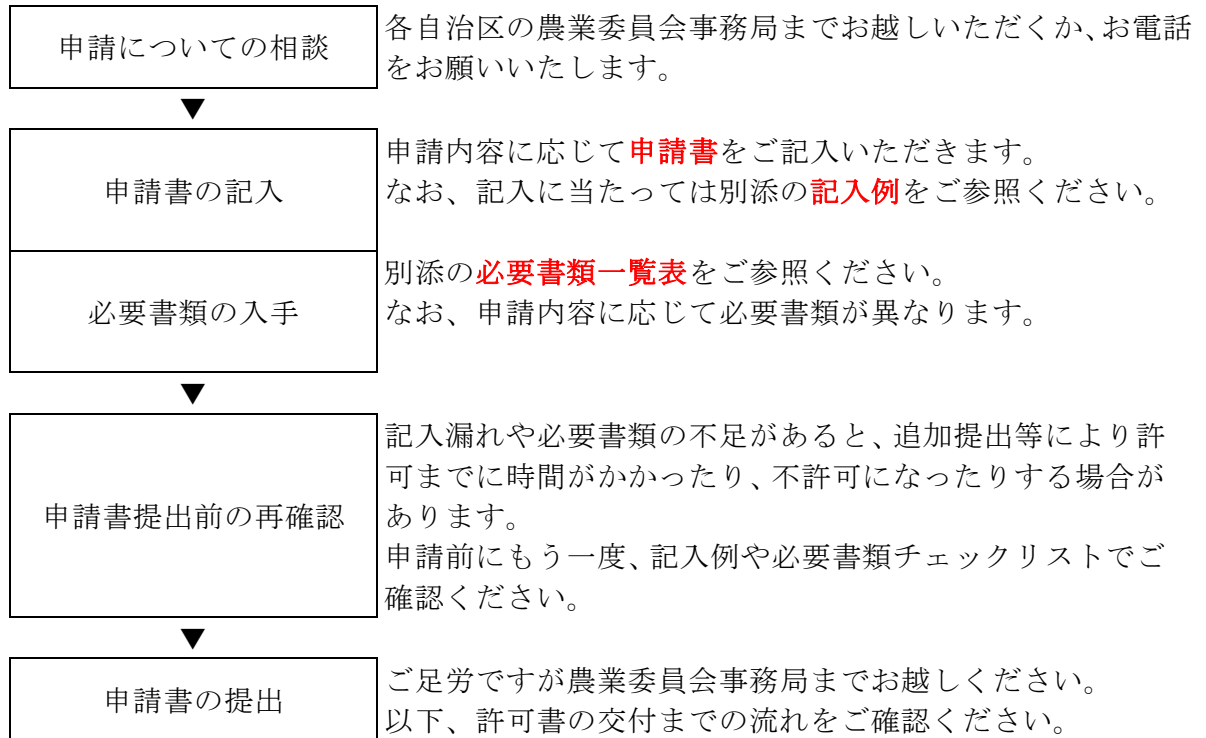 申請についての相談
各自治区の農業委員会事務局までお越しいただくか、お電話
をお願いいたします。
▼
申請書の記入
申請内容に応じて申請書をご記入いただきます。
なお、記入に当たっては別添の記入例をご参照ください。
必要書類の入手
別添の必要書類一覧表をご参照ください。
なお、申請内容に応じて必要書類が異なります。
▼
申請書提出前の再確認
記入漏れや必要書類の不足があると、追加提出等により許
可までに時間がかかったり、不許可になったりする場合が
あります。
申請前にもう一度、記入例や必要書類チェックリストでご
確認ください。
▼
申請書の提出
ご足労ですが農業委員会事務局までお越しください。
以下、許可書の交付までの流れをご確認ください。